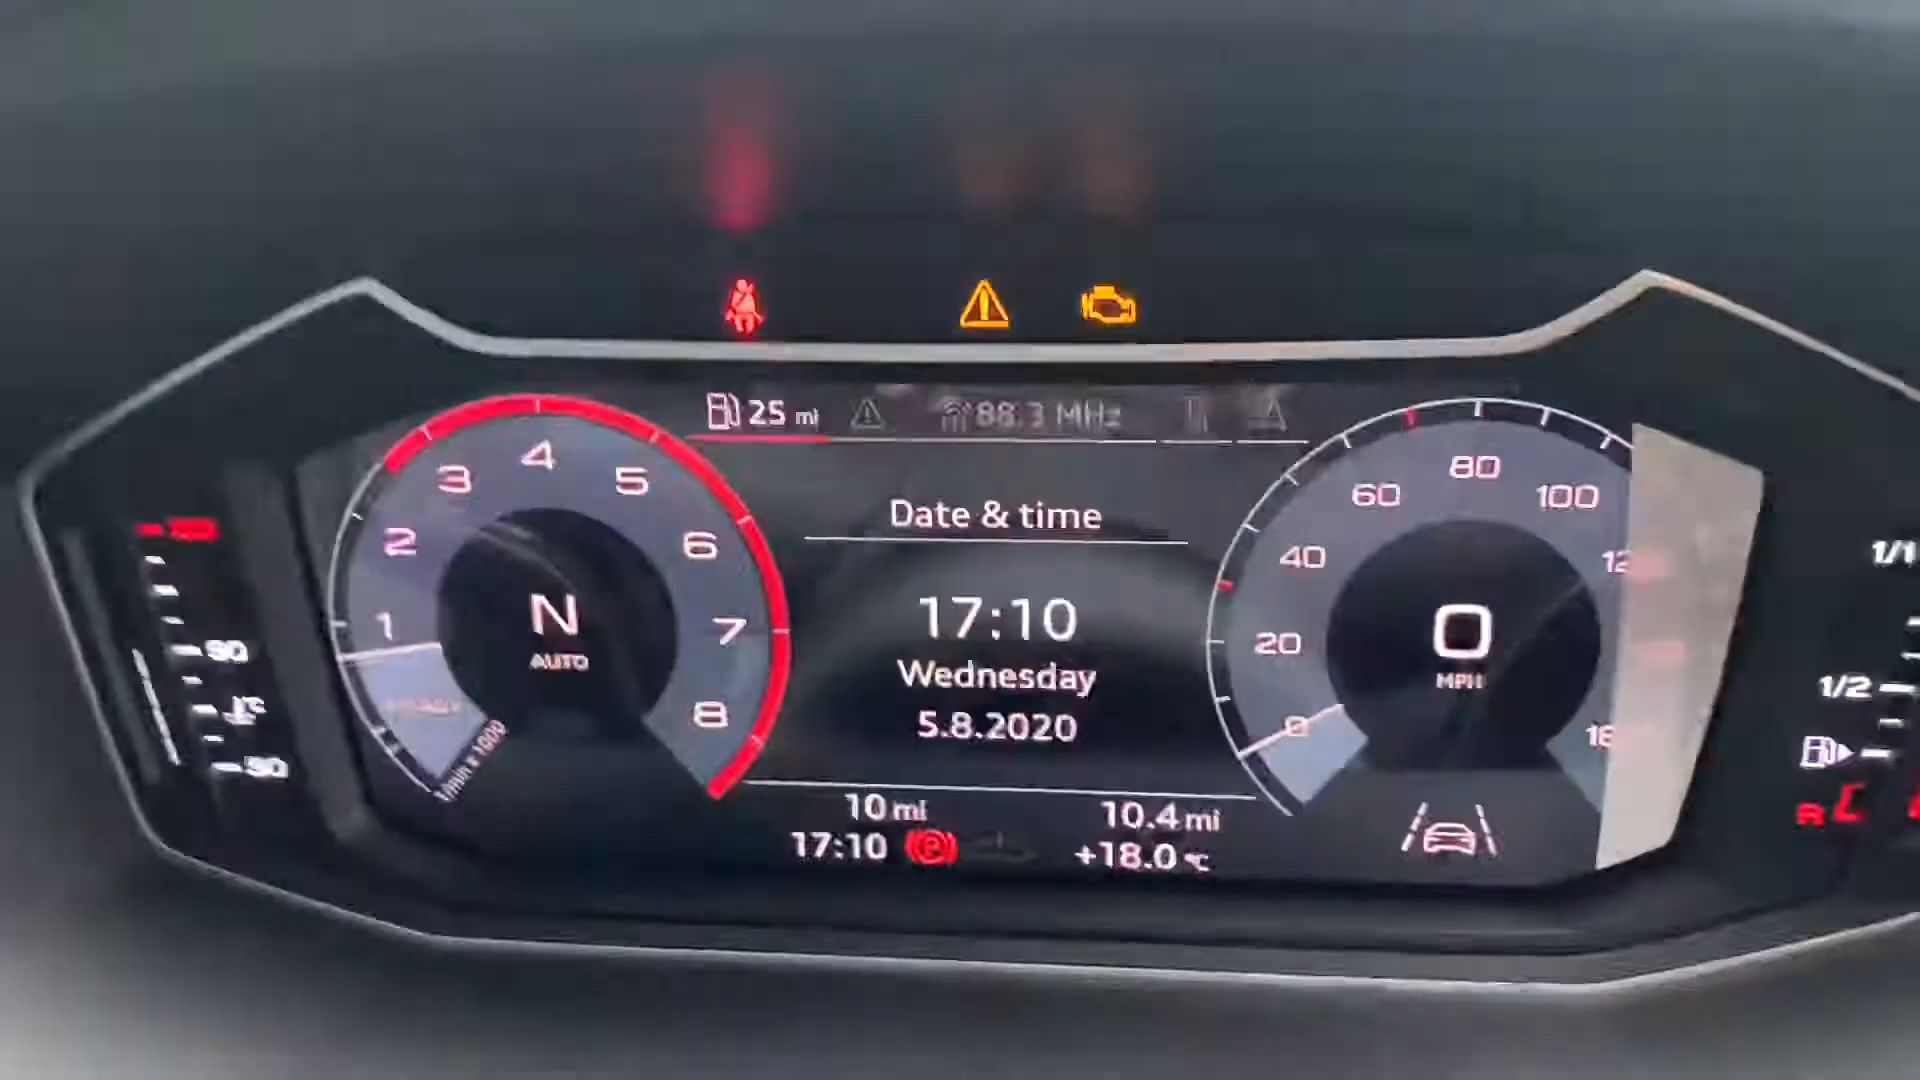 25 mi
88.3 MHz
Date & time
17:10
Wednesday
5.8.2020
10 mi
10.4 mi
17:10
+18.0 °C
1
2
3
4
5
6
7
8
1/min x 1000
N
AUTO
0
20
40
60
80
100
0
MPH
90
°C
50
1/1
1/2
R